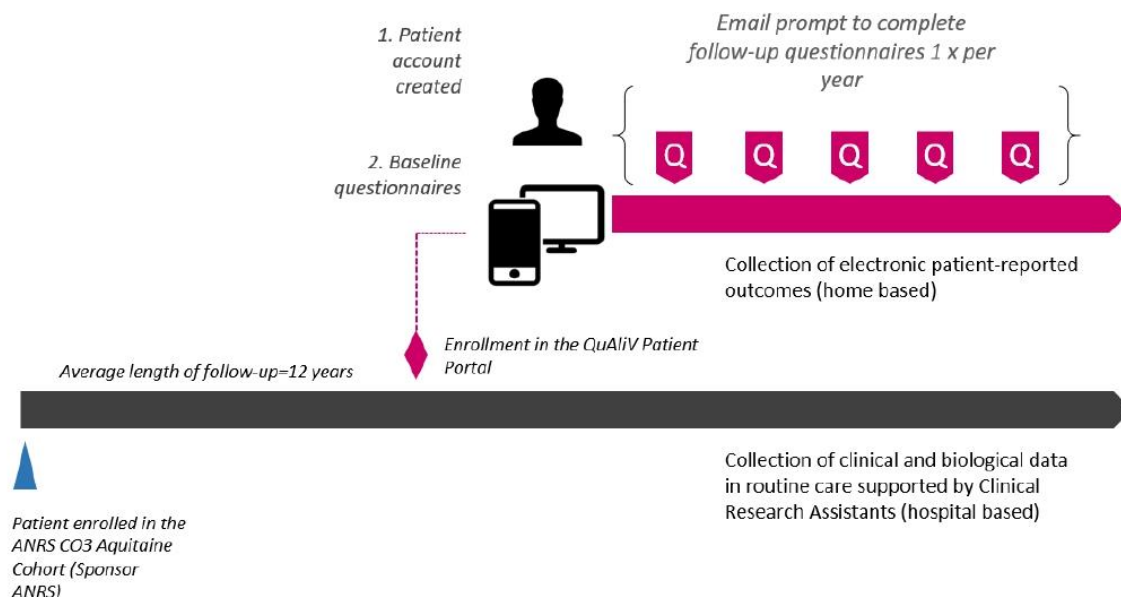 1. Patient
account
created
Email prompt to complete
follow-up questionnaires 1 x per
year
2. Baseline
questionnaires
Q Q Q Q Q
Collection of electronic patient-reported
outcomes (home based)
Enrollment in the QuAliV Patient
Portal
Average length of follow-up=12 years
Collection of clinical and biological data
in routine care supported by Clinical
Research Assistants (hospital based)
Patient enrolled in the
ANRS CO3 Aquitaine
Cohort (Sponsor
ANRS)